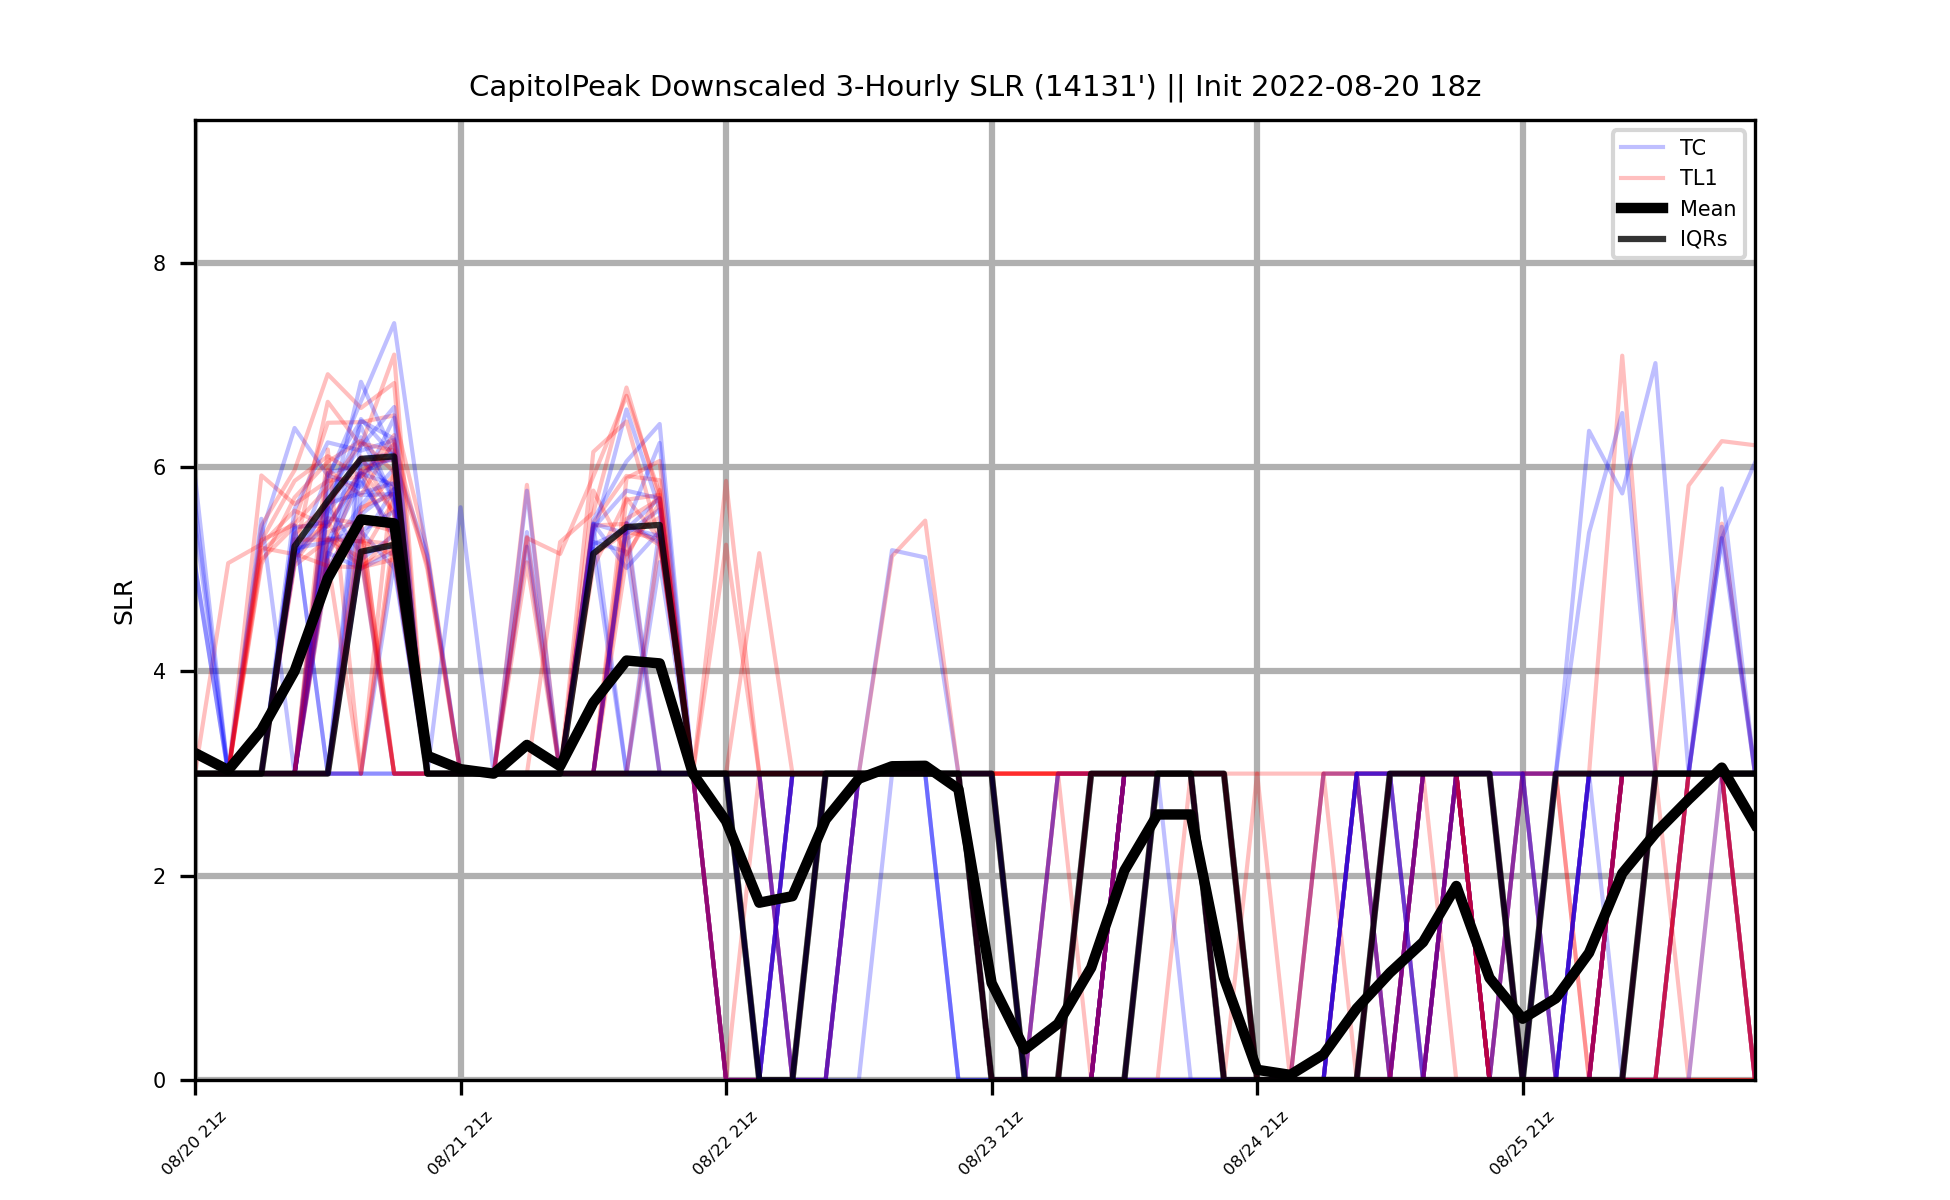 CapitolPeak Downscaled 3-Hourly SLR (14131') || Init 2022-08-20 18z
TC
TL1
Mean
IQRs
SLR
8
6
4
2
0
08/20 21z
08/21 21z
08/22 21z
08/23 21z
08/24 21z
08/25 21z